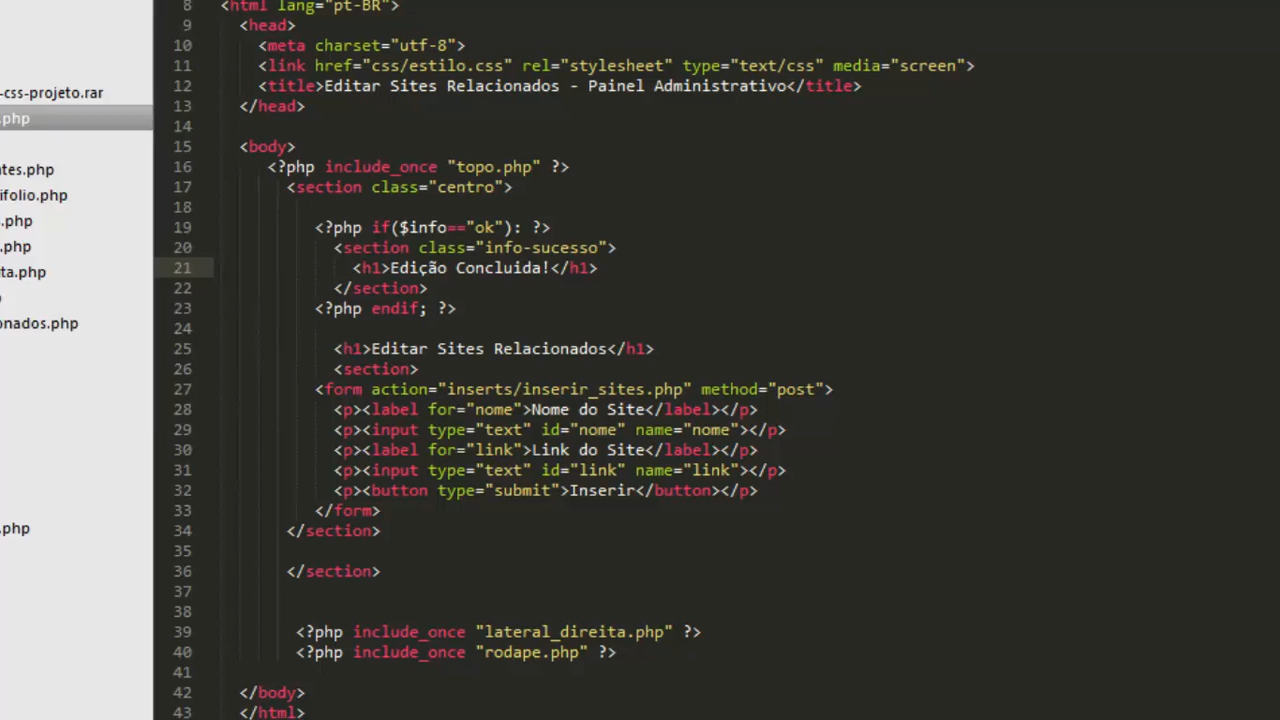 -css-projeto.rar
.php
tes.php
ifolio.php
.php
.php
ta.php
onados.php
.php
8 <html lang="pt-BR">
9 <head>
10 <meta charset="utf-8">
11 <link href="css/estilo.css" rel="stylesheet" type="text/css" media="screen">
12 <title>Editar Sites Relacionados - Painel Administrativo</title>
13 </head>
14
15 <body>
16 <?php include_once "topo.php" ?>
17 <section class="centro">
18
19 <?php if($info=="ok"): ?>
20 <section class="info-sucesso">
21 <h1>Edição Concluida!</h1>
22 </section>
23 <?php endif; ?>
24
25 <h1>Editar Sites Relacionados</h1>
26 <section>
27 <form action="inserts/inserir_sites.php" method="post">
28 <p><label for="nome">Nome do Site</label></p>
29 <p><input type="text" id="nome" name="nome"></p>
30 <p><label for="link">Link do Site</label></p>
31 <p><input type="text" id="link" name="link"></p>
32 <p><button type="submit">Inserir</button></p>
33 </form>
34 </section>
35
36 </section>
37
38
39 <?php include_once "lateral_direita.php" ?>
40 <?php include_once "rodape.php" ?>
41
42 </body>
43 </html>